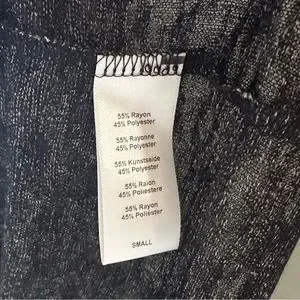 55% Rayon
45% Polyester
55% Rayonne
45% Polyester
55% Kunstseide
45% Polyester
55% Raion
45% Poliestere
55% Rayon
45% Poliester
SMALL